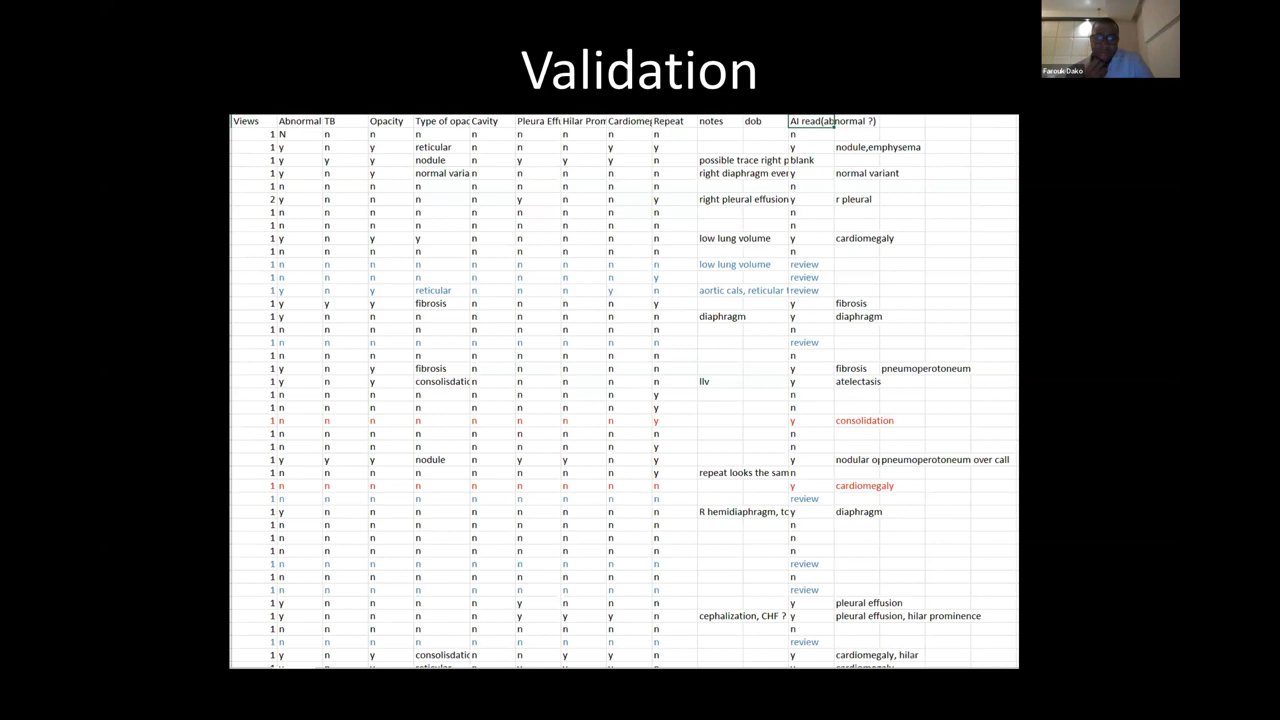 Validation
Farouk Dako
Views Abnormal TB Opacity Type of opac Cavity Pleura Eff Hilar Pron Cardiomeg Repeat notes dob AI read(abnormal ?)
1 N n n n n n n n n n
1 y n y reticular n n n y y y nodule,emphysema
1 y y y nodule n y y y n possible trace right p blank
1 y n y normal varia n n n n n right diaphragm ever y normal variant
1 n n n n n n n n n n
2 y n n n n y n n y right pleural effusion y r pleural
1 n n n n n n n n n n
1 n n n n n n n n n n
1 y n y y n n n n n low lung volume y cardiomegaly
1 n n n n n n n n n n
1 n n n n n n n n n low lung volume review
1 n n n n n n n n y review
1 y n y reticular n n n y n aortic cals, reticular f review
1 y y y fibrosis n n n n y y fibrosis
1 y n n n n n n n n diaphragm y diaphragm
1 n n n n n n n n n n
1 n n n n n n n n n review
1 n n n n n n n n n n
1 y n y fibrosis n n n n n y fibrosis pneumoperotoneum
1 y n y consolisdatic n n n n n llv y atelectasis
1 n n n n n n n n y n
1 n n n n n n n n y n
1 n n n n n n n n y y consolidation
1 n n n n n n n n n n
1 n n n n n n n n y n
1 y y y nodule n y y n y y nodular op pneumoperotoneum over call
1 n n n n n n n n y repeat looks the sam n
1 n n n n n n n n n y cardiomegaly
1 n n n n n n n n n review
1 y n n n n n n n n R hemidiaphragm, tc y diaphragm
1 n n n n n n n n n n
1 n n n n n n n n n n
1 n n n n n n n n n n
1 n n n n n n n n n review
1 n n n n n n n n n n
1 n n n n n n n n n review
1 y n n n n y n n n y pleural effusion
1 y n n n n y y y n cephalization, CHF ? y pleural effusion, hilar prominence
1 n n n n n n n n n n
1 n n n n n n n n n review
1 y n y consolisdatic n n y y n y cardiomegaly, hilar